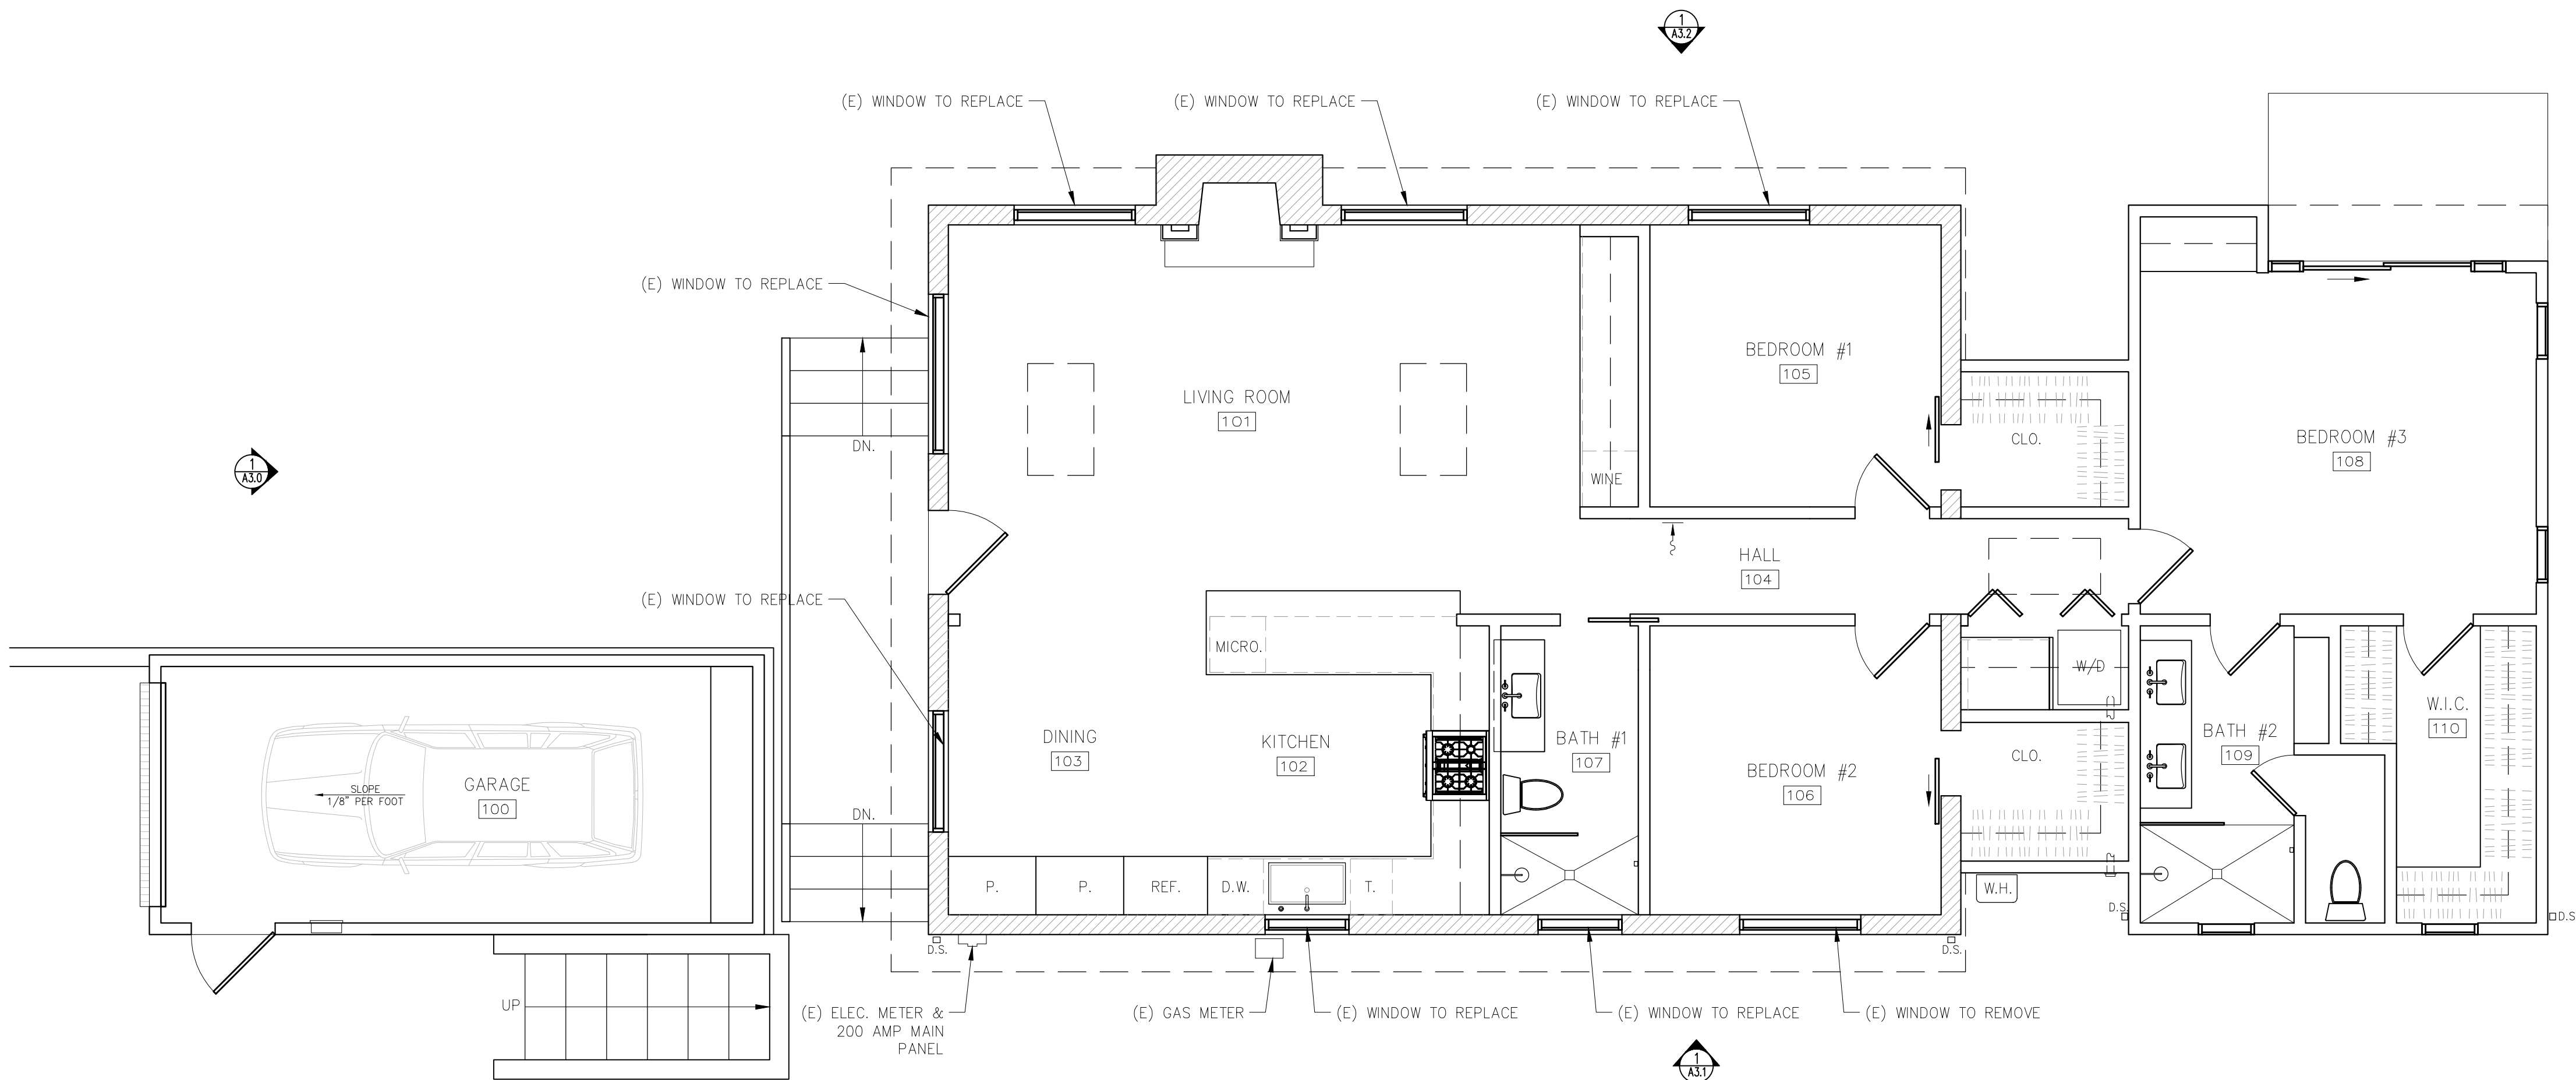 1
A3.2
(E) WINDOW TO REPLACE
(E) WINDOW TO REPLACE
(E) WINDOW TO REPLACE
(E) WINDOW TO REPLACE
BEDROOM #1
105
LIVING ROOM
101
CLO.
BEDROOM #3
108
DN.
1
A3.0
WINE
HALL
104
(E) WINDOW TO REPLACE
MICRO.
W/D
W.I.C.
110
DINING
103
KITCHEN
102
BATH #1
107
BATH #2
109
CLO.
BEDROOM #2
106
GARAGE
100
SLOPE
1/8" PER FOOT
DN.
P.
P.
REF.
D.W.
T.
W.H.
D.S.
D.S.
D.S.
D.S.
UP
(E) ELEC. METER &
200 AMP MAIN
PANEL
(E) GAS METER
(E) WINDOW TO REPLACE
(E) WINDOW TO REPLACE
(E) WINDOW TO REMOVE
1
A3.1